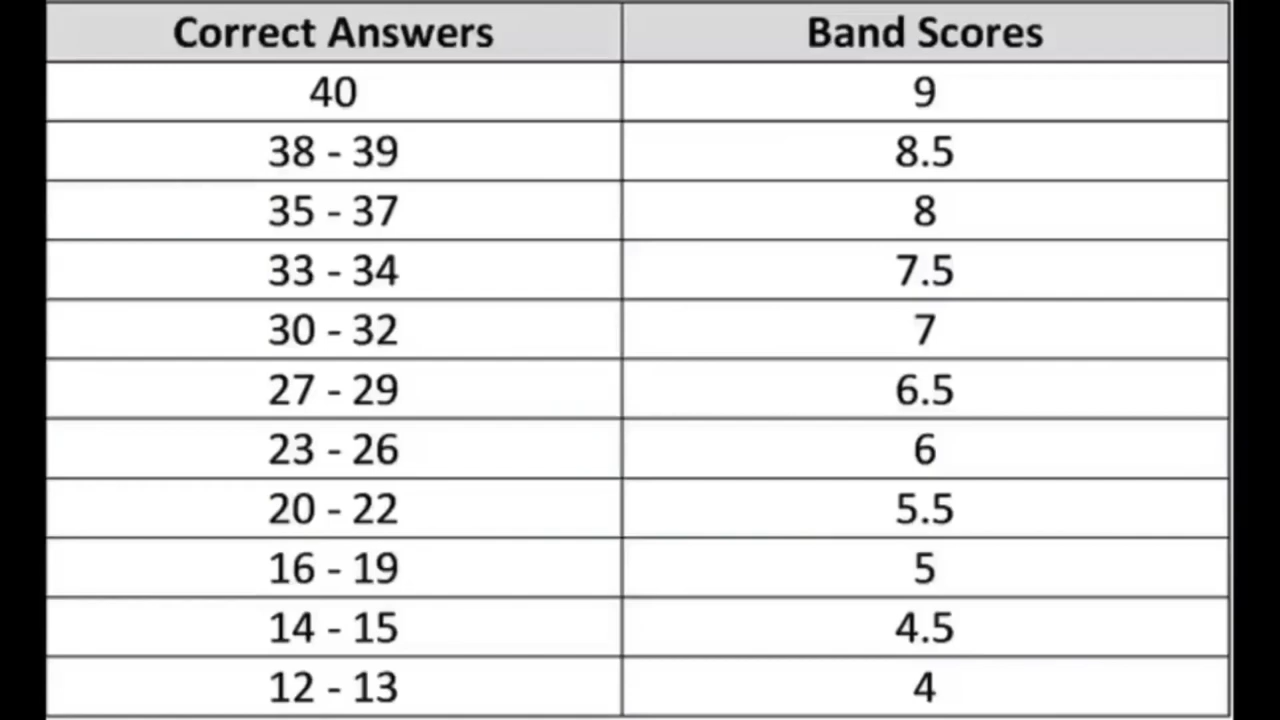 Correct Answers Band Scores
40 9
38 - 39 8.5
35 - 37 8
33 - 34 7.5
30 - 32 7
27 - 29 6.5
23 - 26 6
20 - 22 5.5
16 - 19 5
14 - 15 4.5
12 - 13 4